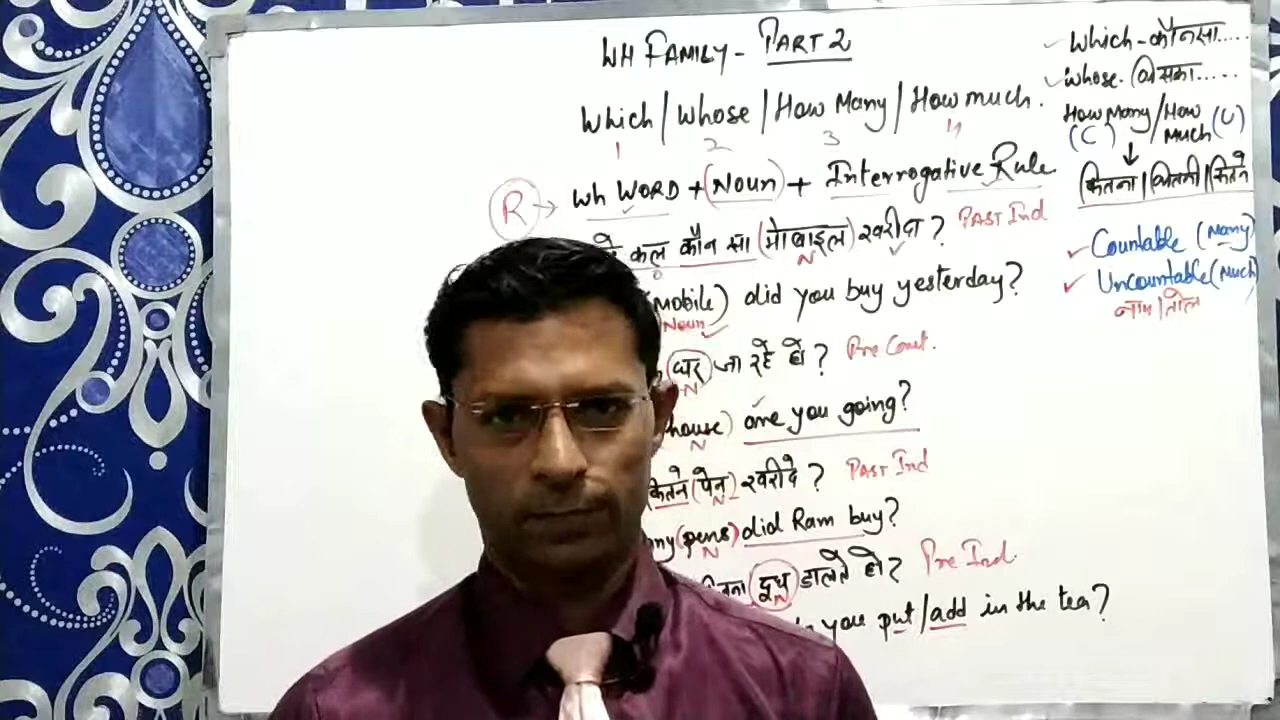 WH FAMILY - PART 2
Which / Whose / How Many / How much.
1 2 3 4
R → Wh WORD + (Noun) + Interrogative Rule
ने कल कौन सा (मोबाइल) खरीदा? PAST Ind
N
(mobile) did you buy yesterday?
Noun
(घर) जा रहे हो? Pre Cont.
N
house) are you going?
N
कितने (पेन) खरीदे? PAST Ind
N
(pens) did Ram buy?
N
दूध डालते हो? Pre Ind.
N
you put / add in the tea?
Which - कौनसा.....
Whose - किसका.....
How Many / How Much (U)
(C)
कितना / कितनी / कितने
Countable (Many)
Uncountable (Much)
नाप / तोल